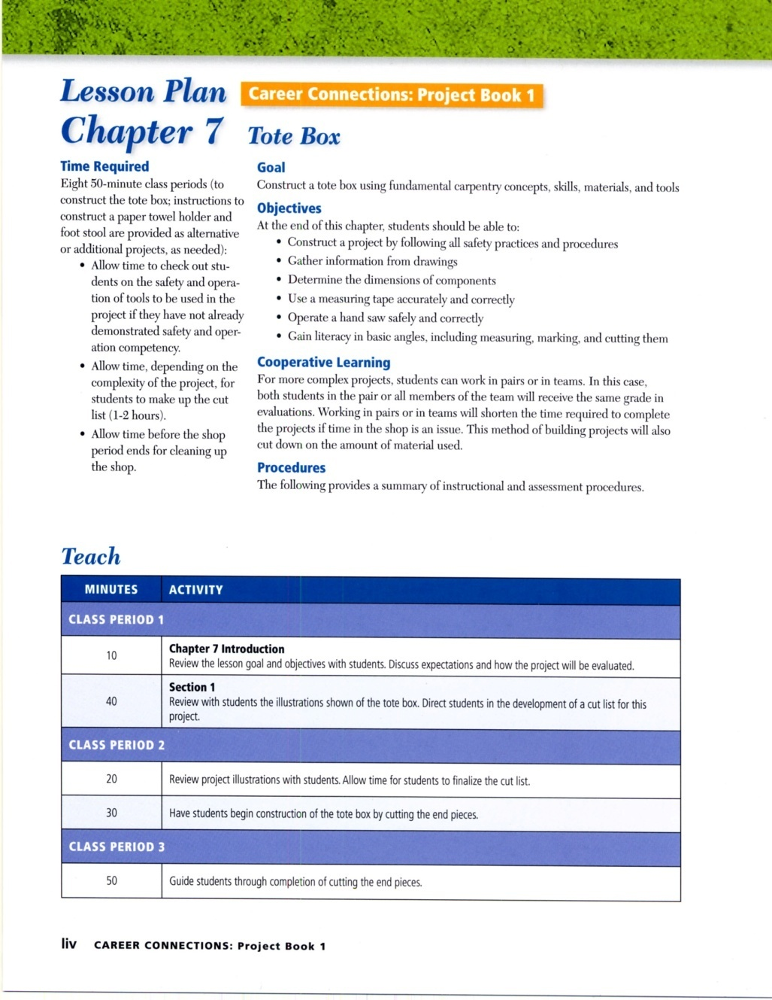 Lesson Plan
Career Connections: Project Book 1
Chapter 7
Tote Box
Time Required
Eight 50-minute class periods (to
construct the tote box; instructions to
construct a paper towel holder and
foot stool are provided as alternative
or additional projects, as needed):
• Allow time to check out stu-
dents on the safety and opera-
tion of tools to be used in the
project if they have not already
demonstrated safety and oper-
ation competency.
• Allow time, depending on the
complexity of the project, for
students to make up the cut
list (1-2 hours).
• Allow time before the shop
period ends for cleaning up
the shop.
Goal
Construct a tote box using fundamental carpentry concepts, skills, materials, and tools
Objectives
At the end of this chapter, students should be able to:
• Construct a project by following all safety practices and procedures
• Gather information from drawings
• Determine the dimensions of components
• Use a measuring tape accurately and correctly
• Operate a hand saw safely and correctly
• Gain literacy in basic angles, including measuring, marking, and cutting them
Cooperative Learning
For more complex projects, students can work in pairs or in teams. In this case,
both students in the pair or all members of the team will receive the same grade in
evaluations. Working in pairs or in teams will shorten the time required to complete
the projects if time in the shop is an issue. This method of building projects will also
cut down on the amount of material used.
Procedures
The following provides a summary of instructional and assessment procedures.
Teach
MINUTES ACTIVITY
CLASS PERIOD 1
10
Chapter 7 Introduction
Review the lesson goal and objectives with students. Discuss expectations and how the project will be evaluated.
40
Section 1
Review with students the illustrations shown of the tote box. Direct students in the development of a cut list for this
project.
CLASS PERIOD 2
20 Review project illustrations with students. Allow time for students to finalize the cut list.
30 Have students begin construction of the tote box by cutting the end pieces.
CLASS PERIOD 3
50 Guide students through completion of cutting the end pieces.
liv CAREER CONNECTIONS: Project Book 1